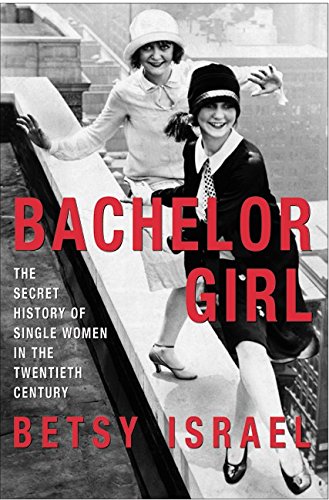 BACHELOR
GIRL
THE
SECRET
HISTORY OF
SINGLE WOMEN
IN THE
TWENTIETH
CENTURY
BETSY ISRAEL